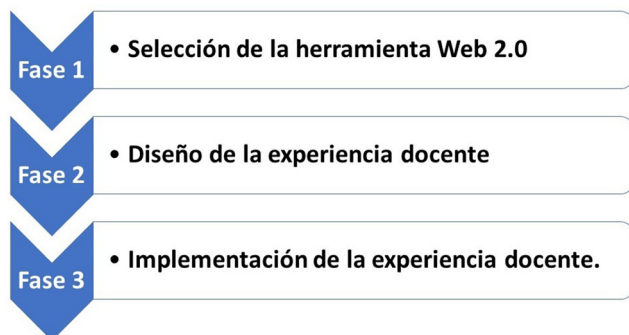 Fase 1
• Selección de la herramienta Web 2.0
Fase 2
• Diseño de la experiencia docente
Fase 3
• Implementación de la experiencia docente.